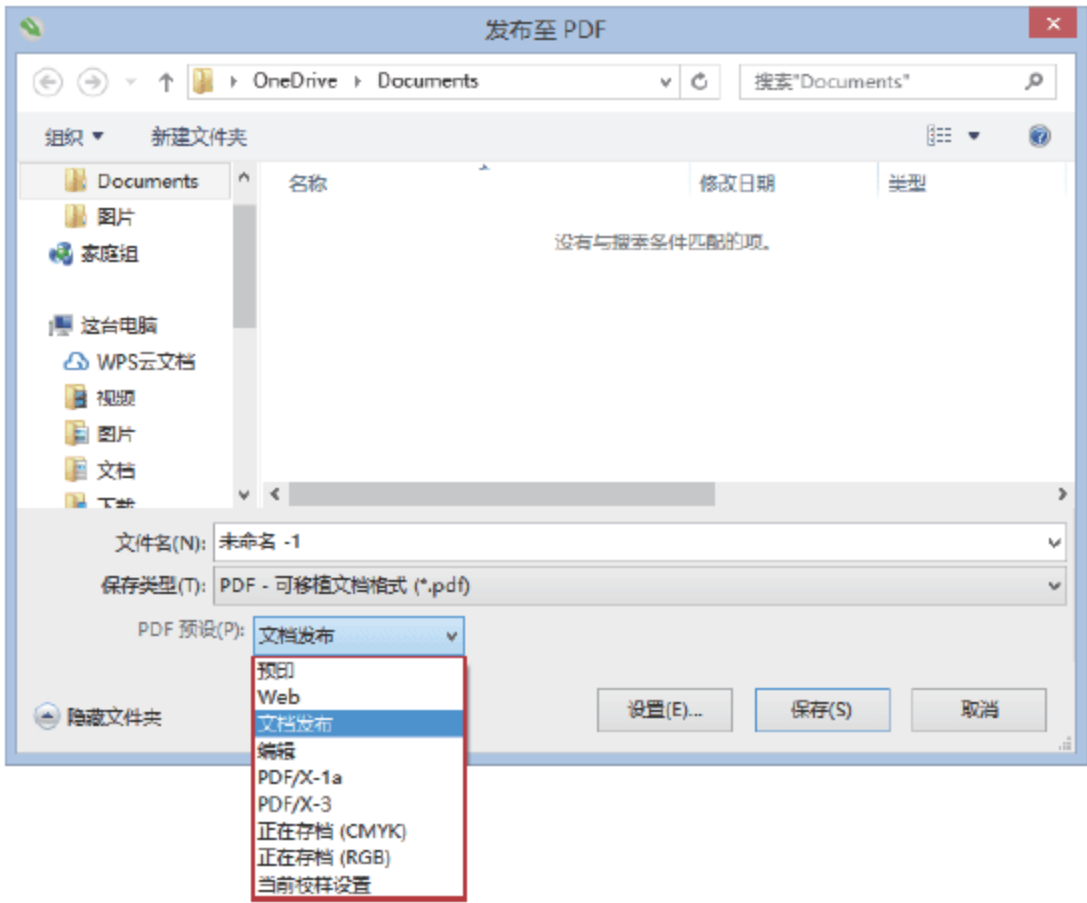 发布至 PDF
OneDrive Documents
搜索"Documents"
组织 新建文件夹
Documents
图片
家庭组
这台电脑
WPS云文档
视频
图片
文档
下载
名称 修改日期 类型
没有与搜索条件匹配的项。
文件名(N): 未命名 -1
保存类型(T): PDF - 可移植文档格式 (*.pdf)
PDF 预设(P): 文档发布
预印
Web
文档发布
编辑
PDF/X-1a
PDF/X-3
正在存档 (CMYK)
正在存档 (RGB)
当前校样设置
隐藏文件夹
设置(E)... 保存(S) 取消